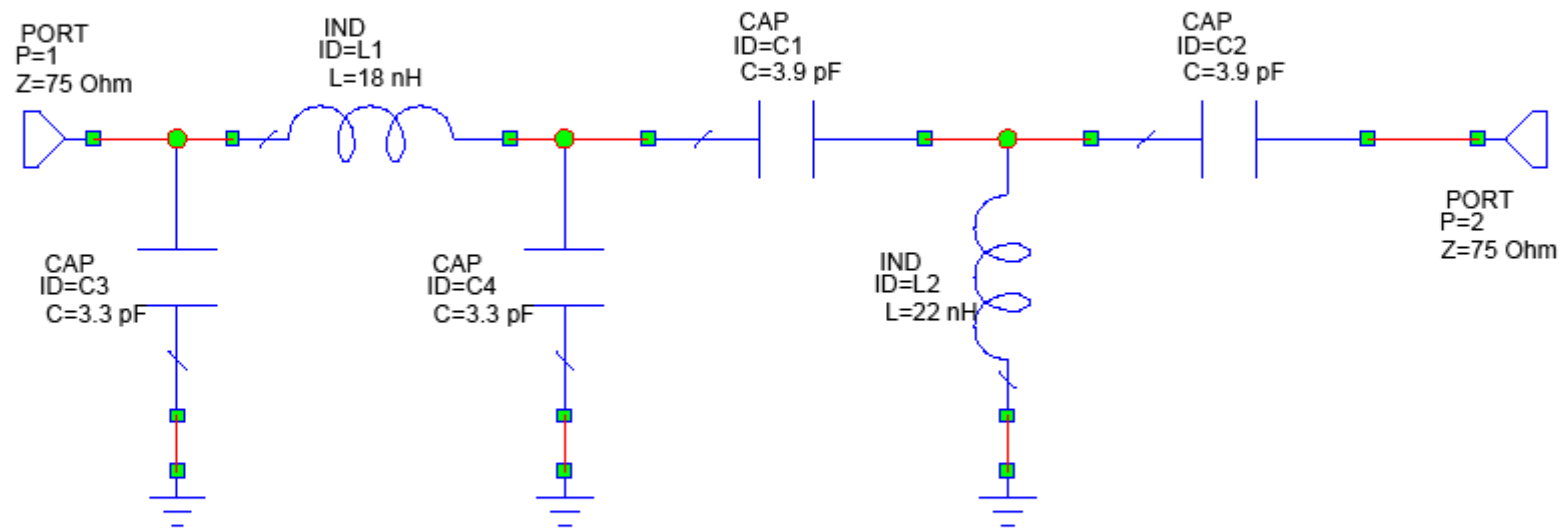 PORT
P=1
Z=75 Ohm
IND
ID=L1
L=18 nH
CAP
ID=C1
C=3.9 pF
CAP
ID=C2
C=3.9 pF
CAP
ID=C3
C=3.3 pF
CAP
ID=C4
C=3.3 pF
IND
ID=L2
L=22 nH
PORT
P=2
Z=75 Ohm